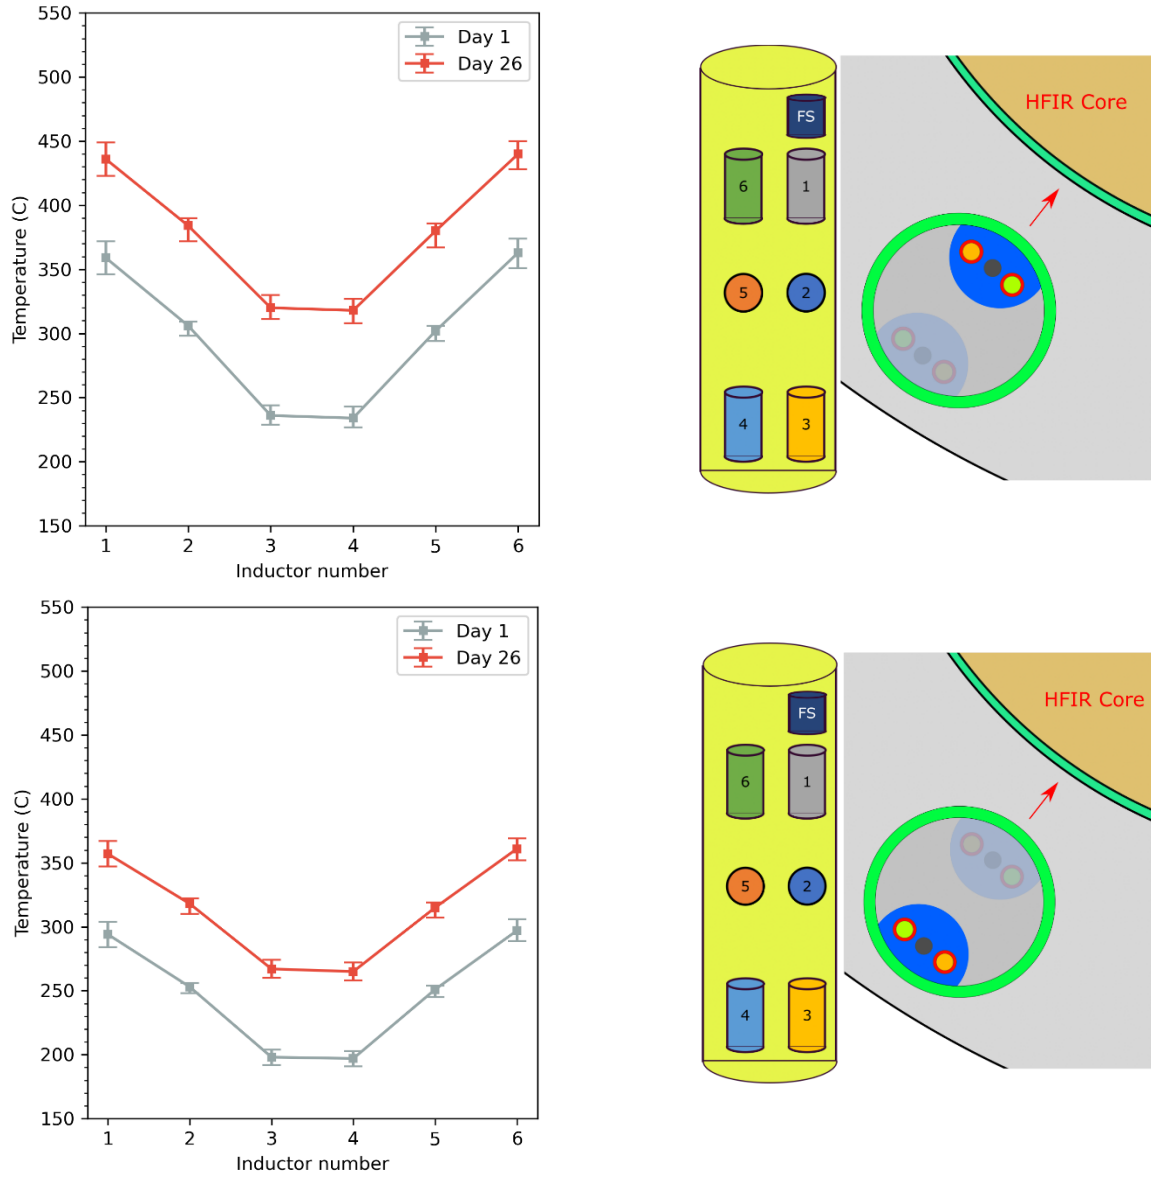 550
500
450
400
350
300
250
200
150
Temperature (C)
Day 1
Day 26
1 2 3 4 5 6
Inductor number
FS
6 1
5 2
4 3
HFIR Core
550
500
450
400
350
300
250
200
150
Temperature (C)
Day 1
Day 26
1 2 3 4 5 6
Inductor number
FS
6 1
5 2
4 3
HFIR Core